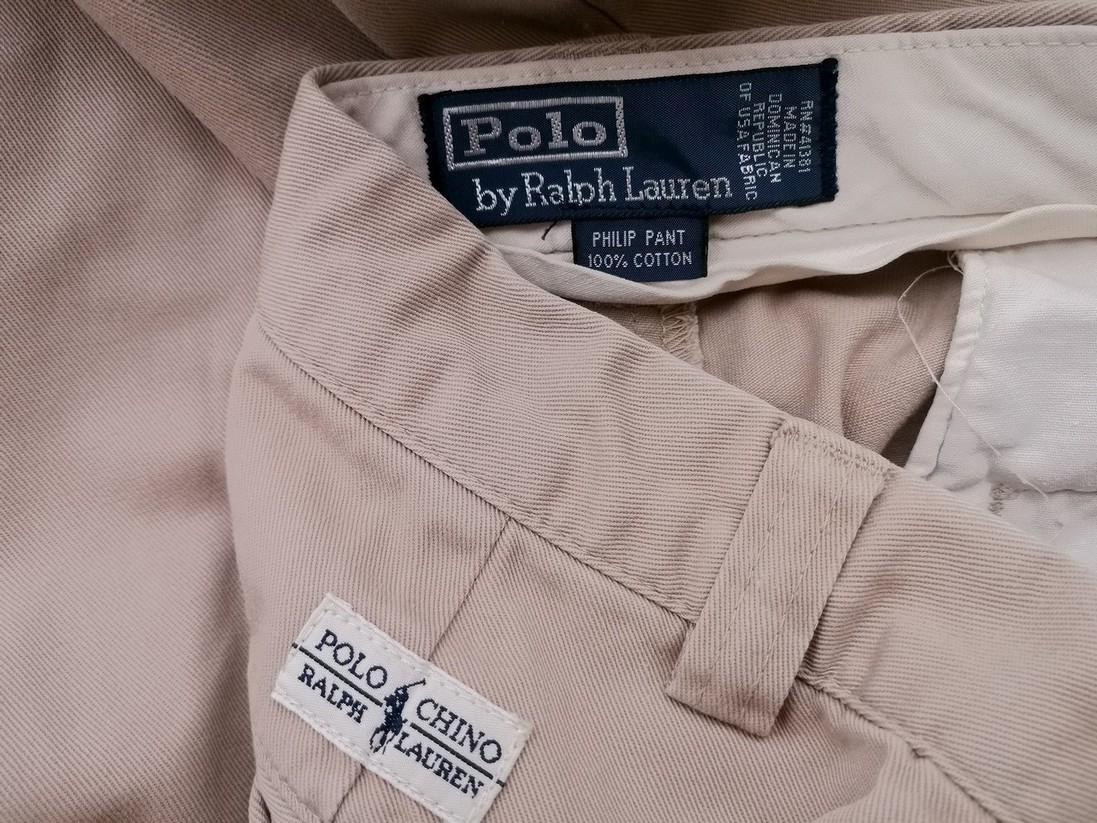 Polo
by Ralph Lauren
RN#41381
MADE IN
DOMINICAN
REPUBLIC
OF USA FABRIC
PHILIP PANT
100% COTTON
POLO CHINO
RALPH LAUREN